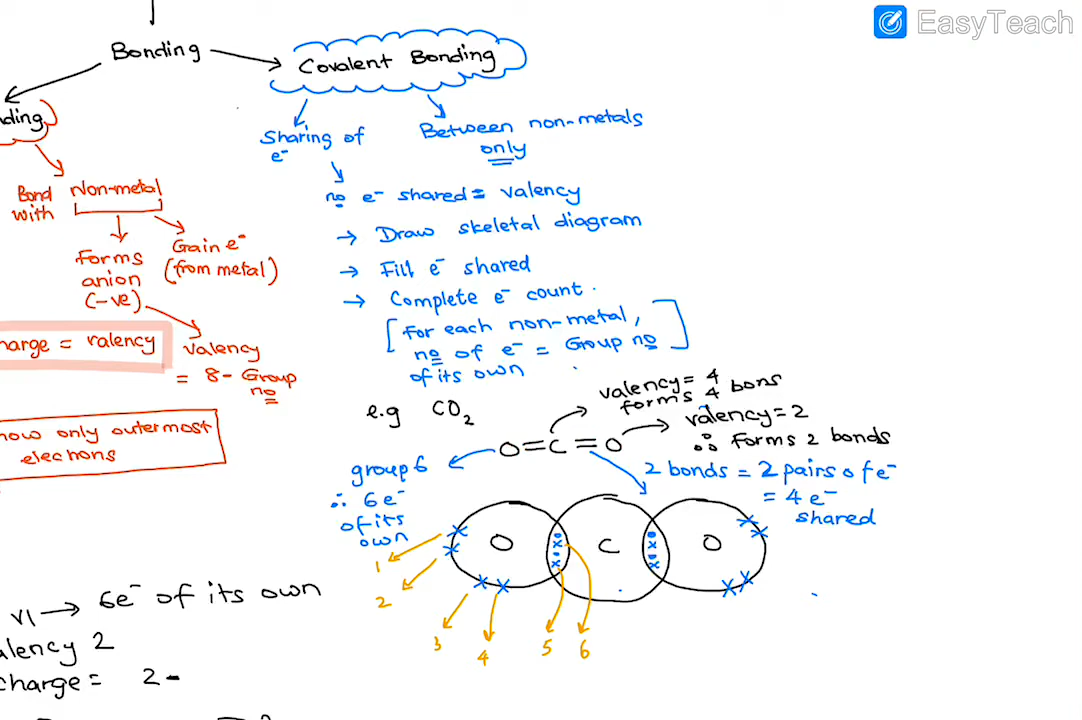 EasyTeach
Bonding
Covalent Bonding
nding
Sharing of
e⁻
Between non-metals
only
Bond
with
Non-metal
no e⁻ shared = valency
→ Draw skeletal diagram
→ Fill e⁻ shared
→ Complete e⁻ count.
[for each non-metal,
no of e⁻ = Group no]
of its own
Forms
anion
(-ve)
Gain e⁻
(from metal)
harge = valency
valency
= 8 - Group
no
now only outermost
electrons
e.g CO₂
valency = 4
forms 4 bons
valency = 2
∴ forms 2 bonds
O=C=O
group 6
∴ 6e⁻
of its
own
2 bonds = 2 pairs of e⁻
= 4 e⁻
shared
O C O
1
2
3
4
5
6
VI → 6e⁻ of its own
alency 2
charge = 2-